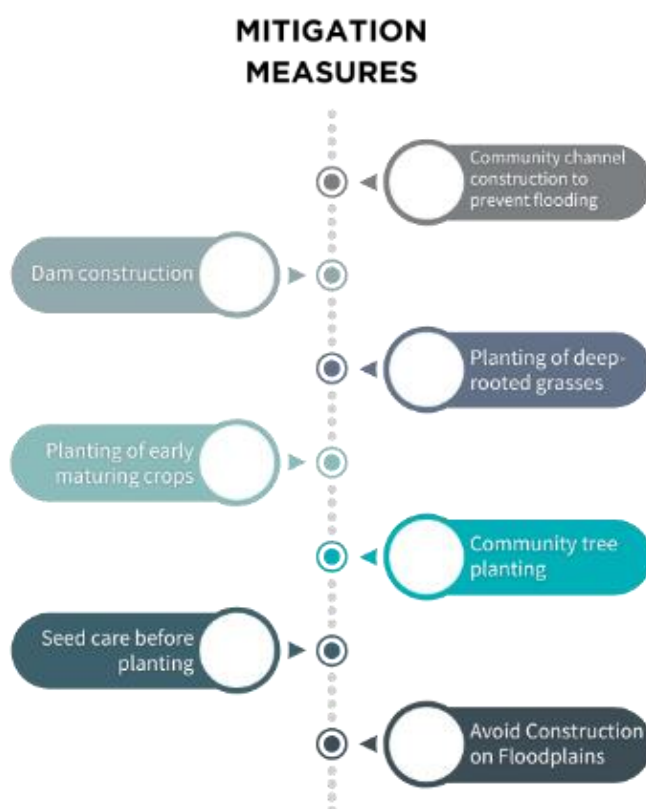 MITIGATION
MEASURES
Community channel
construction to
prevent flooding
Dam construction
Planting of deep-
rooted grasses
Planting of early
maturing crops
Community tree
planting
Seed care before
planting
Avoid Construction
on Floodplains